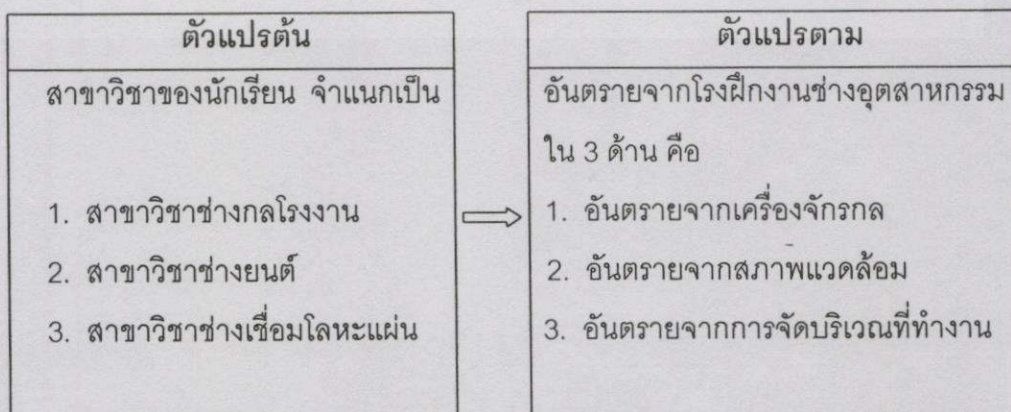 ตัวแปรต้น
สาขาวิชาของนักเรียน จำแนกเป็น
1. สาขาวิชาช่างกลโรงงาน
2. สาขาวิชาช่างยนต์
3. สาขาวิชาช่างเชื่อมโลหะแผ่น
ตัวแปรตาม
อันตรายจากโรงฝึกงานช่างอุตสาหกรรม
ใน 3 ด้าน คือ
1. อันตรายจากเครื่องจักรกล
2. อันตรายจากสภาพแวดล้อม
3. อันตรายจากการจัดบริเวณที่ทำงาน